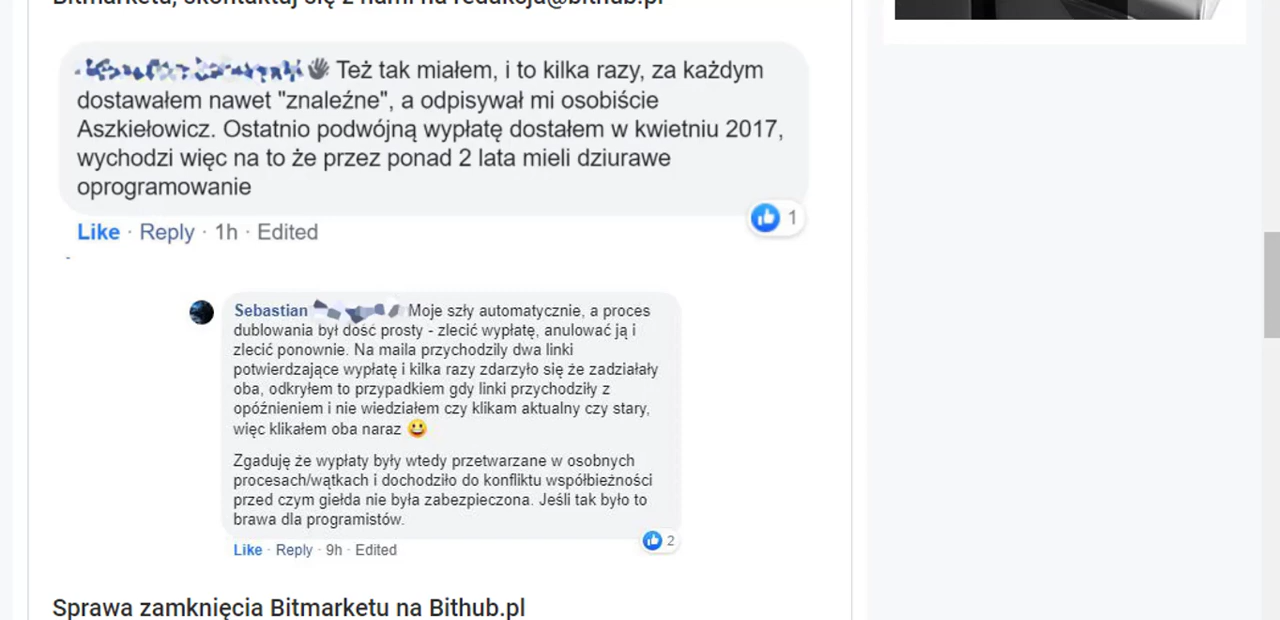 Bitmarketu, skontaktuj się z nami na redakcja@bithub.pl
Też tak miałem, i to kilka razy, za każdym
dostawałem nawet "znaleźne", a odpisywał mi osobiście
Aszkiełowicz. Ostatnio podwójną wypłatę dostałem w kwietniu 2017,
wychodzi więc na to że przez ponad 2 lata mieli dziurawe
oprogramowanie
Like · Reply · 1h · Edited
1
Sebastian Moje szły automatycznie, a proces
dublowania był dość prosty - zlecić wypłatę, anulować ją i
zlecić ponownie. Na maila przychodziły dwa linki
potwierdzające wypłatę i kilka razy zdarzyło się że zadziałały
oba, odkryłem to przypadkiem gdy linki przychodziły z
opóźnieniem i nie wiedziałem czy klikam aktualny czy stary,
więc klikałem oba naraz
Zgaduję że wypłaty były wtedy przetwarzane w osobnych
procesach/wątkach i dochodziło do konfliktu współbieżności
przed czym giełda nie była zabezpieczona. Jeśli tak było to
brawa dla programistów.
Like · Reply · 9h · Edited
2
Sprawa zamknięcia Bitmarketu na Bithub.pl